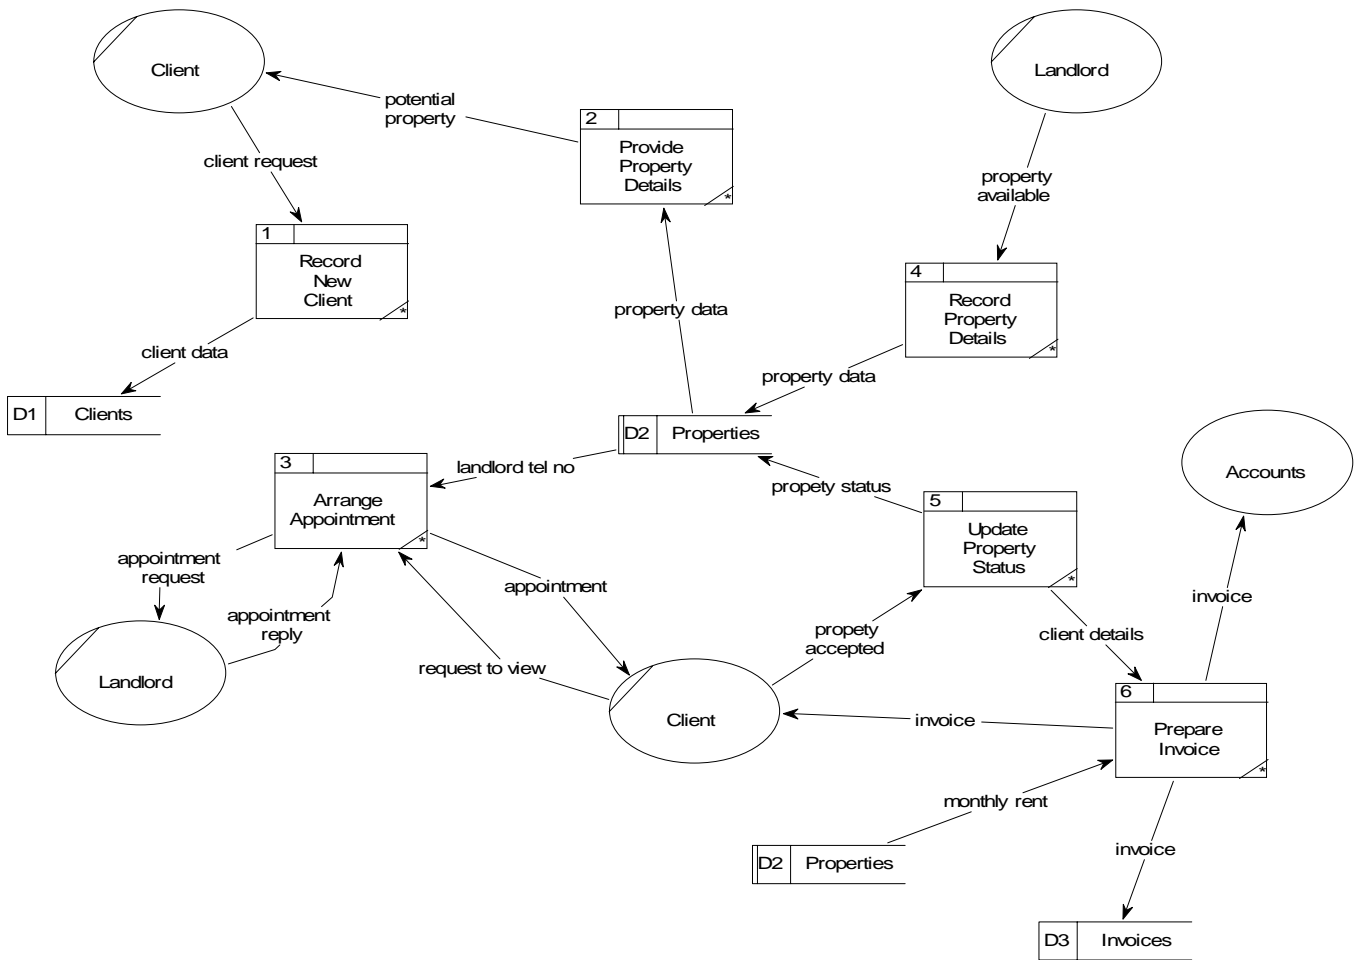 Client
Landlord
potential
property
2
Provide
Property
Details
*
client request
property
available
1
Record
New
Client
*
4
Record
Property
Details
*
property data
client data
property data
D1
Clients
D2
Properties
3
Arrange
Appointment
*
landlord tel no
propety status
Accounts
5
Update
Property
Status
*
appointment
request
appointment
reply
appointment
invoice
propety
accepted
client details
request to view
Landlord
Client
6
Prepare
Invoice
*
invoice
monthly rent
D2
Properties
invoice
D3
Invoices